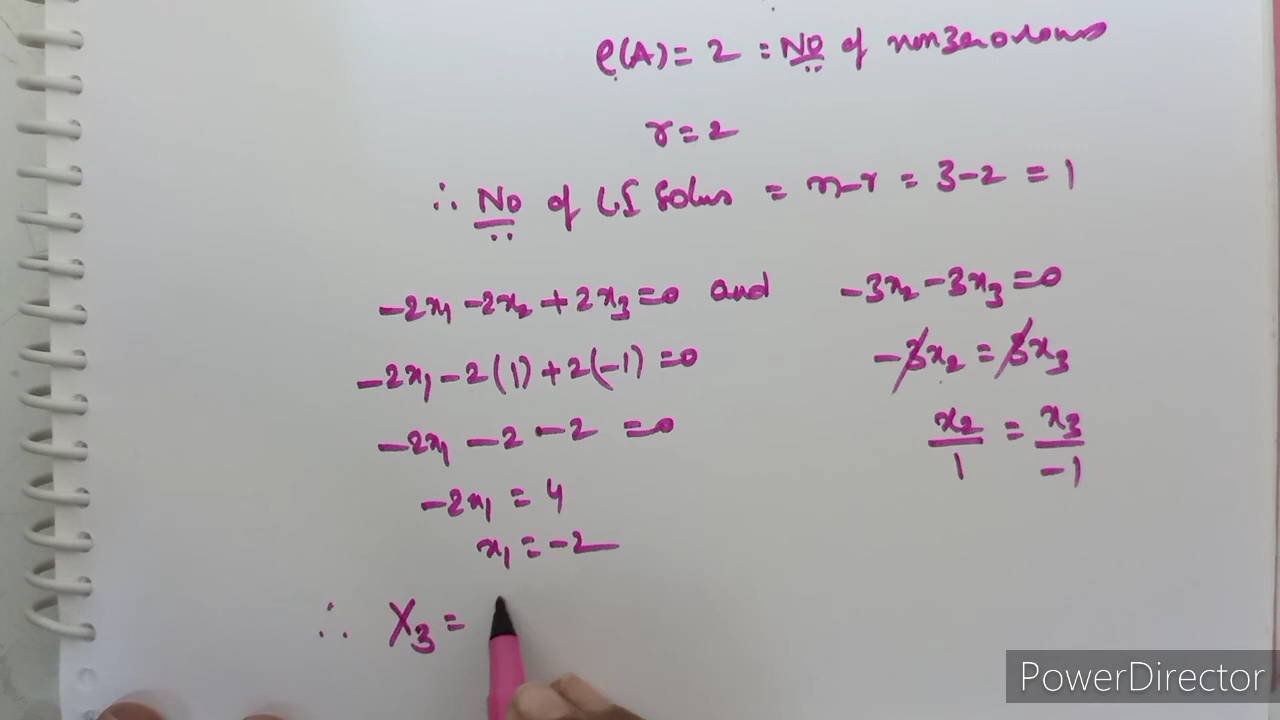 ρ(A) = 2 = No of nonzero rows
r = 2
∴ No of LI Solns = n-r = 3-2 = 1
-2x₁ -2x₂ + 2x₃ = 0 and -3x₂ -3x₃ = 0
-2x₁ -2(1) + 2(-1) = 0
-3x₂ = 3x₃
-2x₁ -2 -2 = 0
x₂/1 = x₃/-1
-2x₁ = 4
x₁ = -2
∴ X₃ =
PowerDirector